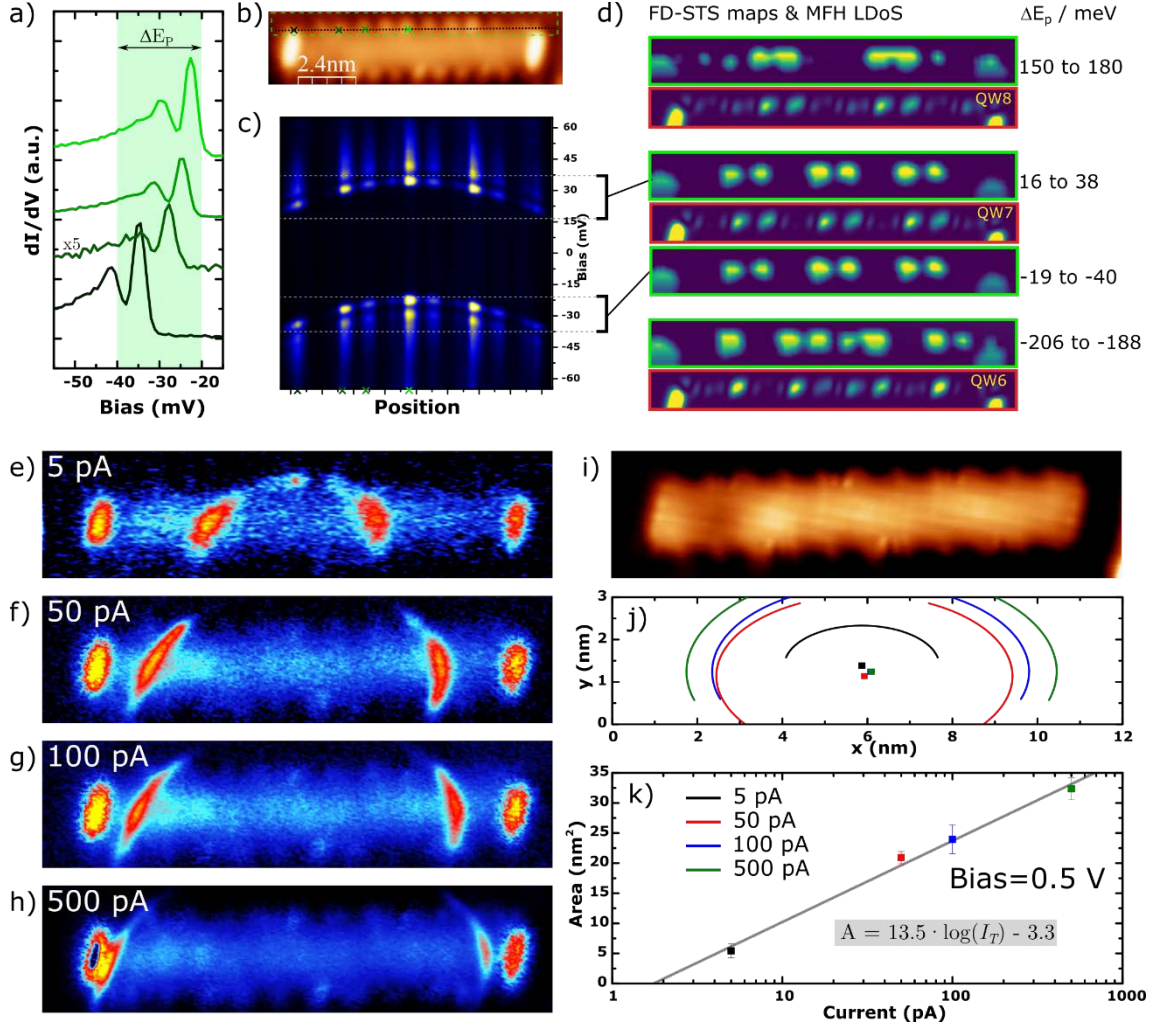 a)
ΔE_P
dI/dV (a.u.)
x5
-50 -40 -30 -20
Bias (mV)
b)
2.4nm
c)
60
45
30
15
0
-15
-30
-45
-60
Bias (mV)
Position
d)
FD-STS maps & MFH LDoS
ΔE_p / meV
150 to 180
QW8
16 to 38
QW7
-19 to -40
-206 to -188
QW6
e) 5 pA
f) 50 pA
g) 100 pA
h) 500 pA
i)
j)
y (nm)
3
2
1
0
0 2 4 6 8 10 12
x (nm)
k)
Area (nm²)
35
30
25
20
15
10
5
0
5 pA
50 pA
100 pA
500 pA
Bias=0.5 V
A = 13.5 · log(I_T) - 3.3
1 10 100 1000
Current (pA)